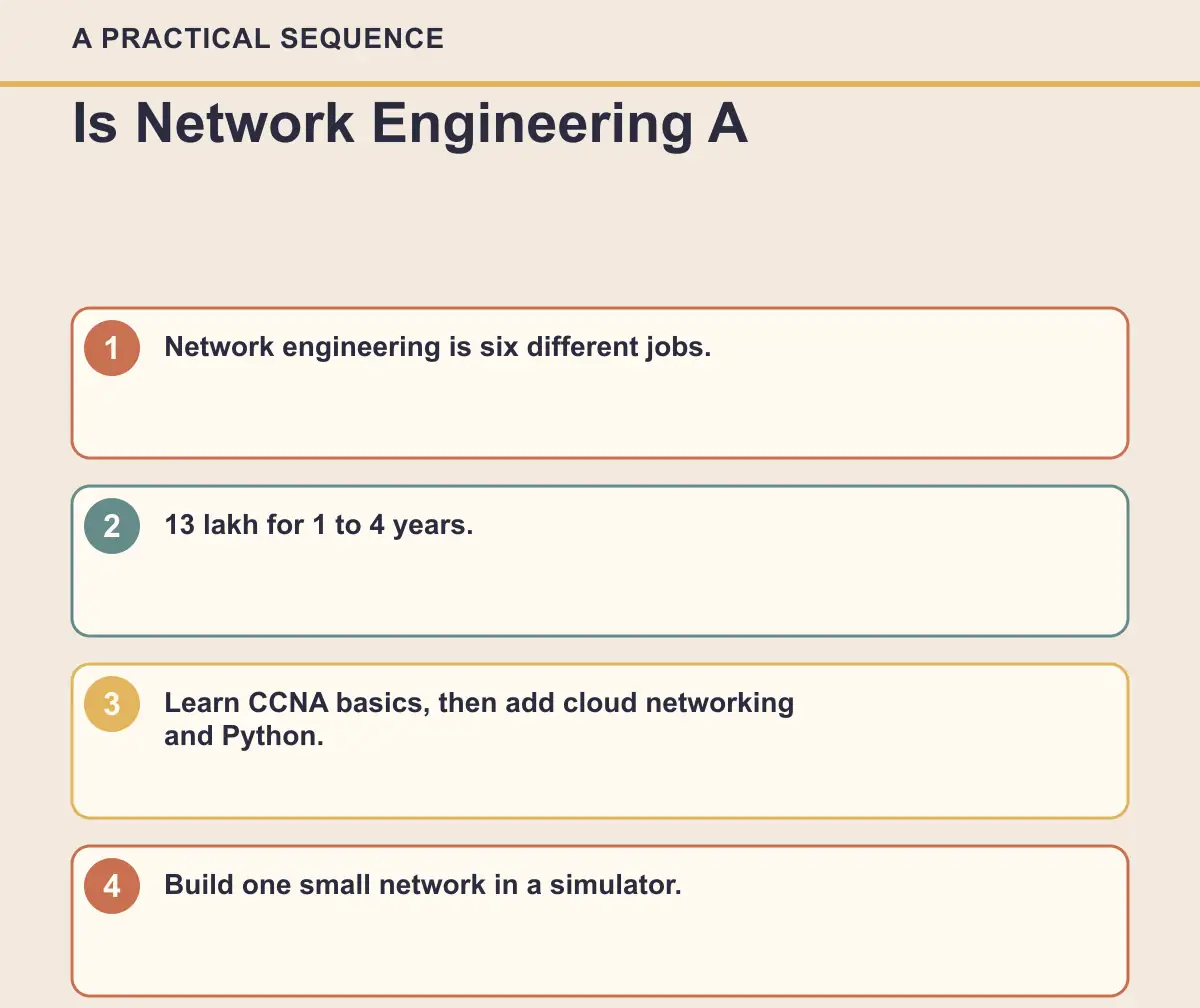 A PRACTICAL SEQUENCE
Is Network Engineering A
1
Network engineering is six different jobs.
2
13 lakh for 1 to 4 years.
3
Learn CCNA basics, then add cloud networking
and Python.
4
Build one small network in a simulator.